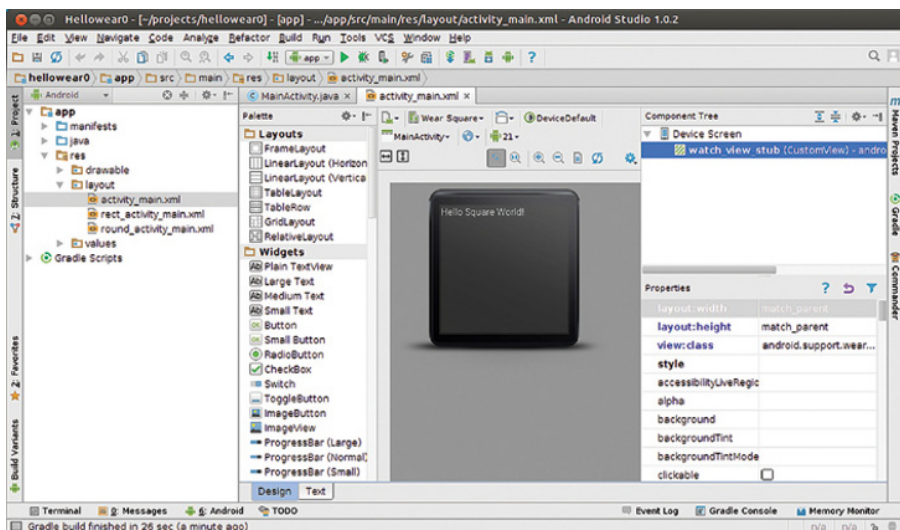 Hellowear0 - [~/projects/hellowear0] - [app] - .../app/src/main/res/layout/activity_main.xml - Android Studio 1.0.2
File Edit View Navigate Code Analyze Refactor Build Run Tools VCS Window Help
app
?
hellowear0 app src main res layout activity_main.xml
1: Project
2: Structure
2: Favorites
Build Variants
Android
app
manifests
java
res
drawable
layout
activity_main.xml
rect_activity_main.xml
round_activity_main.xml
values
Gradle Scripts
MainActivity.java × activity_main.xml ×
Palette
Layouts
FrameLayout
LinearLayout (Horizon
LinearLayout (Vertica
TableLayout
TableRow
GridLayout
RelativeLayout
Widgets
Ab Plain TextView
Ab Large Text
Ab Medium Text
Ab Small Text
OK Button
OK Small Button
RadioButton
CheckBox
Switch
ToggleButton
ImageButton
ImageView
ProgressBar (Large)
ProgressBar (Normal)
ProgressBar (Small)
Design Text
Wear Square DeviceDefault
MainActivity 21
Hello Square World!
Component Tree
Device Screen
watch_view_stub (CustomView) - andro
Properties
?
layout:width match_parent
layout:height match_parent
view:class android.support.wear...
style
accessibilityLiveRegic
alpha
background
backgroundTint
backgroundTintMode
clickable
m
Maven Projects
Gradle
Commander
Terminal 0: Messages 6: Android TODO Event Log Gradle Console Memory Monitor
Gradle build finished in 26 sec (a minute ago) n/a n/a